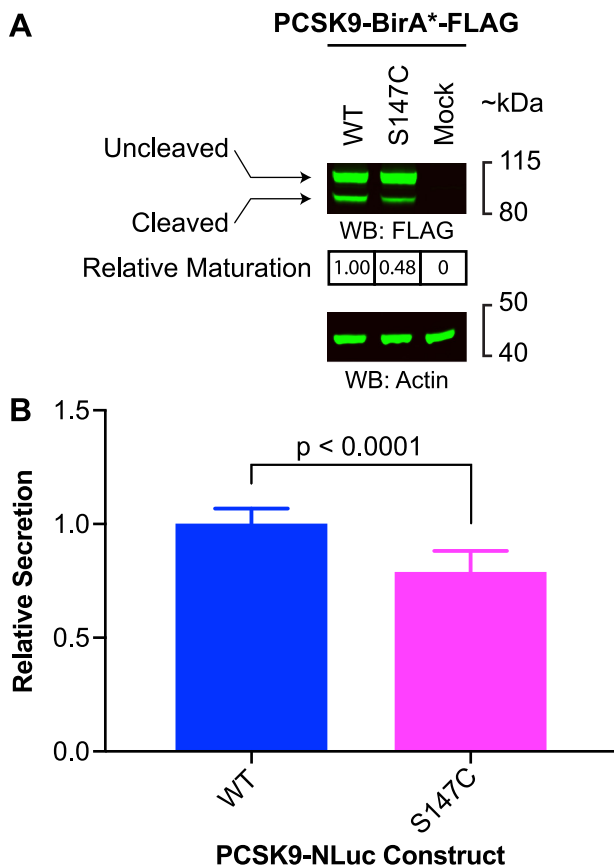 A
PCSK9-BirA*-FLAG
WT
S147C
Mock
~kDa
Uncleaved
Cleaved
115
80
WB: FLAG
Relative Maturation
1.00
0.48
0
50
40
WB: Actin
B
Relative Secretion
1.5
1.0
0.5
0.0
p < 0.0001
WT
S147C
PCSK9-NLuc Construct